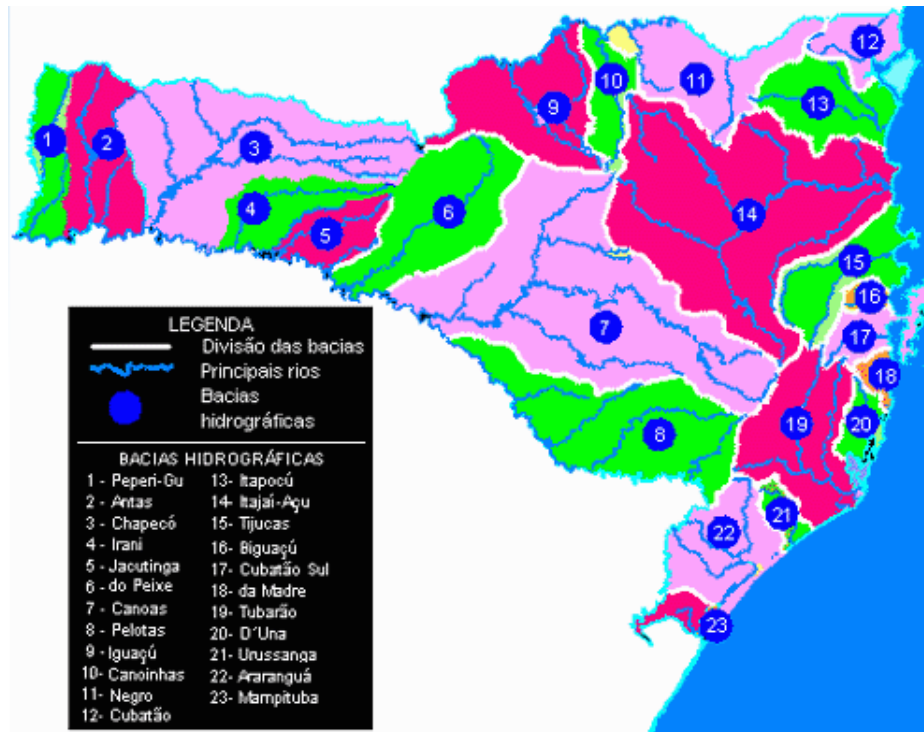 12
10
11
9
13
1
2
3
4
6
14
5
15
16
7
17
18
8
19
20
21
22
23
LEGENDA
Divisão das bacias
Principais rios
Bacias
hidrográficas
BACIAS HIDROGRÁFICAS
1 - Peperi-Gu
2 - Antas
3 - Chapecó
4 - Irani
5 - Jacutinga
6 - do Peixe
7 - Canoas
8 - Pelotas
9 - Iguaçú
10- Canoinhas
11- Negro
12- Cubatão
13- Itapocú
14- Itajaí-Açu
15- Tijucas
16- Biguaçú
17- Cubatão Sul
18- da Madre
19- Tubarão
20- D'Una
21- Urussanga
22- Araranguá
23- Mampituba